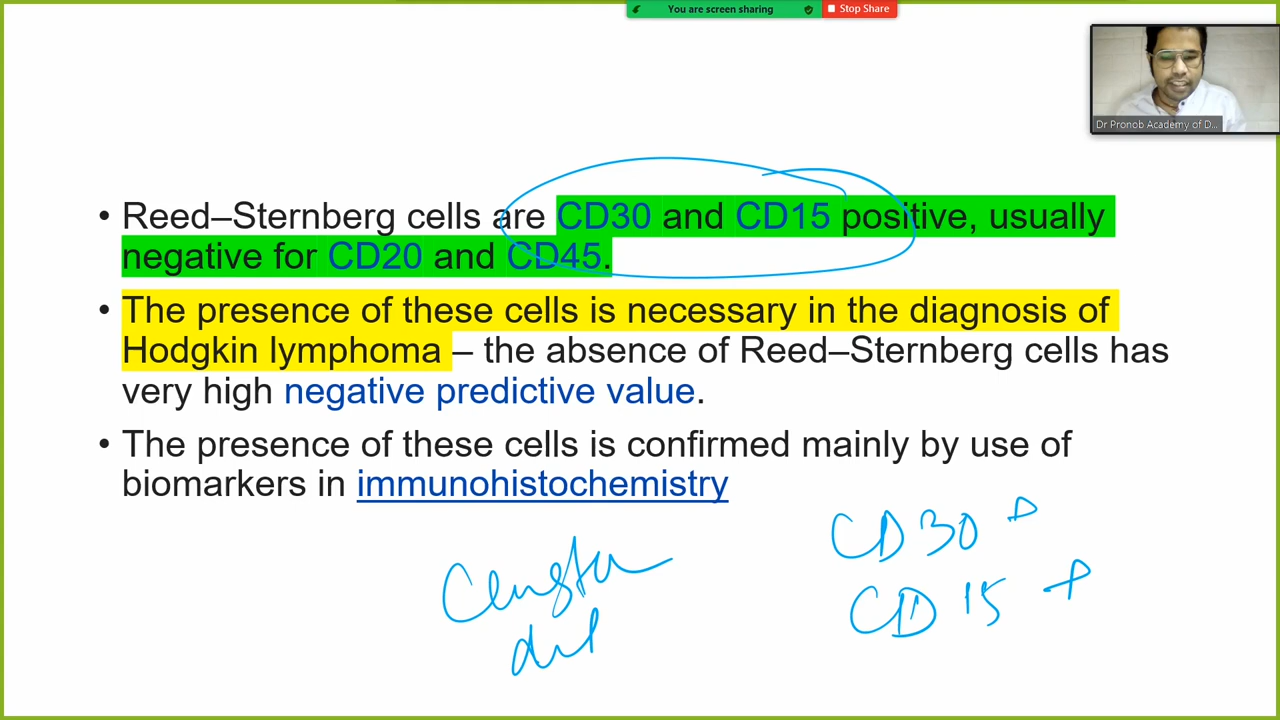 You are screen sharing
Stop Share
Dr Pronob Academy of D...
• Reed–Sternberg cells are CD30 and CD15 positive, usually
negative for CD20 and CD45.
• The presence of these cells is necessary in the diagnosis of
Hodgkin lymphoma – the absence of Reed–Sternberg cells has
very high negative predictive value.
• The presence of these cells is confirmed mainly by use of
biomarkers in immunohistochemistry
CD30 +
CD 15 +